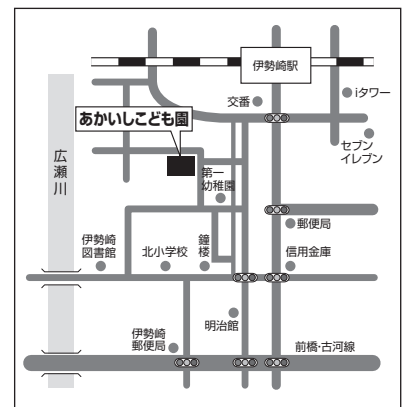 伊勢崎駅
iタワー
交番
あかいしこども園
セブン
イレブン
広瀬川
第一
幼稚園
郵便局
伊勢崎
図書館
北小学校
鐘楼
信用金庫
明治館
伊勢崎
郵便局
前橋・古河線